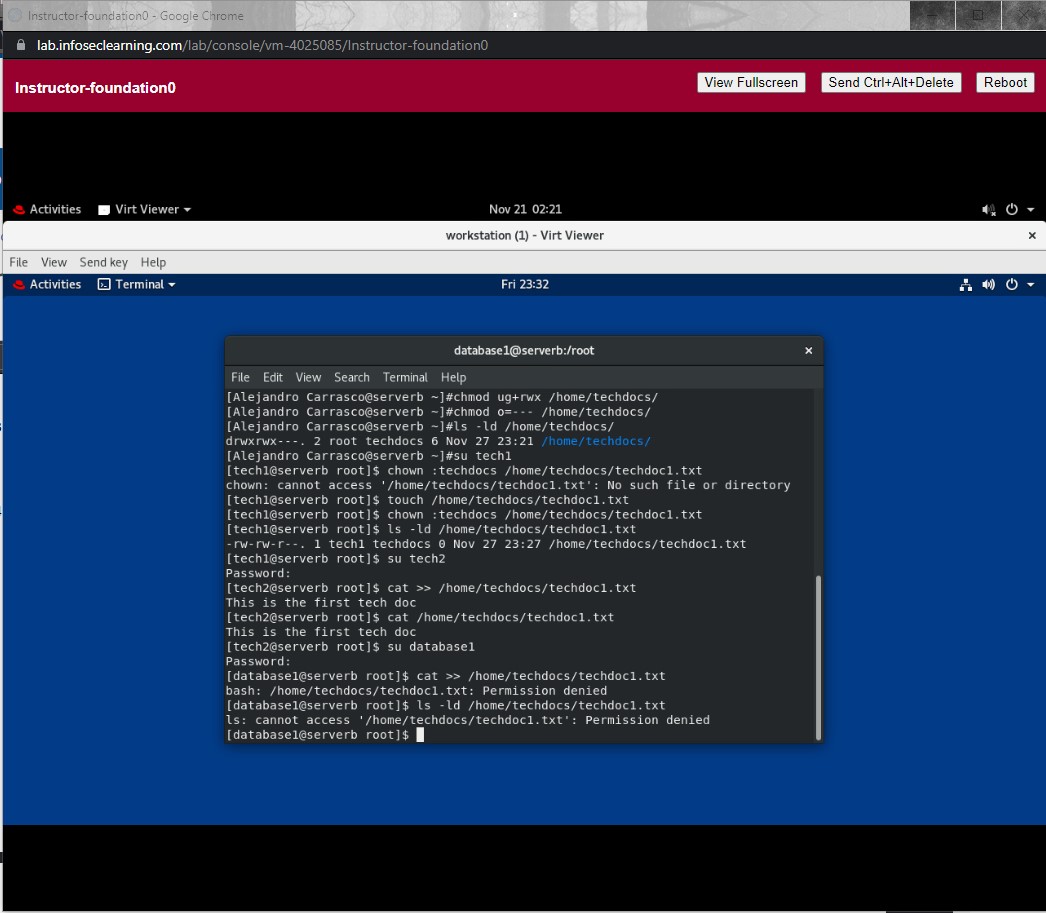 Instructor-foundation0 - Google Chrome
lab.infoseclearning.com/lab/console/vm-4025085/Instructor-foundation0
Instructor-foundation0 View Fullscreen Send Ctrl+Alt+Delete Reboot
Activities Virt Viewer Nov 21 02:21
workstation (1) - Virt Viewer ×
File View Send key Help
Activities Terminal Fri 23:32
database1@serverb:/root ×
File Edit View Search Terminal Help
[Alejandro Carrasco@serverb ~]#chmod ug+rwx /home/techdocs/
[Alejandro Carrasco@serverb ~]#chmod o=--- /home/techdocs/
[Alejandro Carrasco@serverb ~]#ls -ld /home/techdocs/
drwxrwx---. 2 root techdocs 6 Nov 27 23:21 /home/techdocs/
[Alejandro Carrasco@serverb ~]#su tech1
[tech1@serverb root]$ chown :techdocs /home/techdocs/techdoc1.txt
chown: cannot access '/home/techdocs/techdoc1.txt': No such file or directory
[tech1@serverb root]$ touch /home/techdocs/techdoc1.txt
[tech1@serverb root]$ chown :techdocs /home/techdocs/techdoc1.txt
[tech1@serverb root]$ ls -ld /home/techdocs/techdoc1.txt
-rw-rw-r--. 1 tech1 techdocs 0 Nov 27 23:27 /home/techdocs/techdoc1.txt
[tech1@serverb root]$ su tech2
Password:
[tech2@serverb root]$ cat >> /home/techdocs/techdoc1.txt
This is the first tech doc
[tech2@serverb root]$ cat /home/techdocs/techdoc1.txt
This is the first tech doc
[tech2@serverb root]$ su database1
Password:
[database1@serverb root]$ cat >> /home/techdocs/techdoc1.txt
bash: /home/techdocs/techdoc1.txt: Permission denied
[database1@serverb root]$ ls -ld /home/techdocs/techdoc1.txt
ls: cannot access '/home/techdocs/techdoc1.txt': Permission denied
[database1@serverb root]$